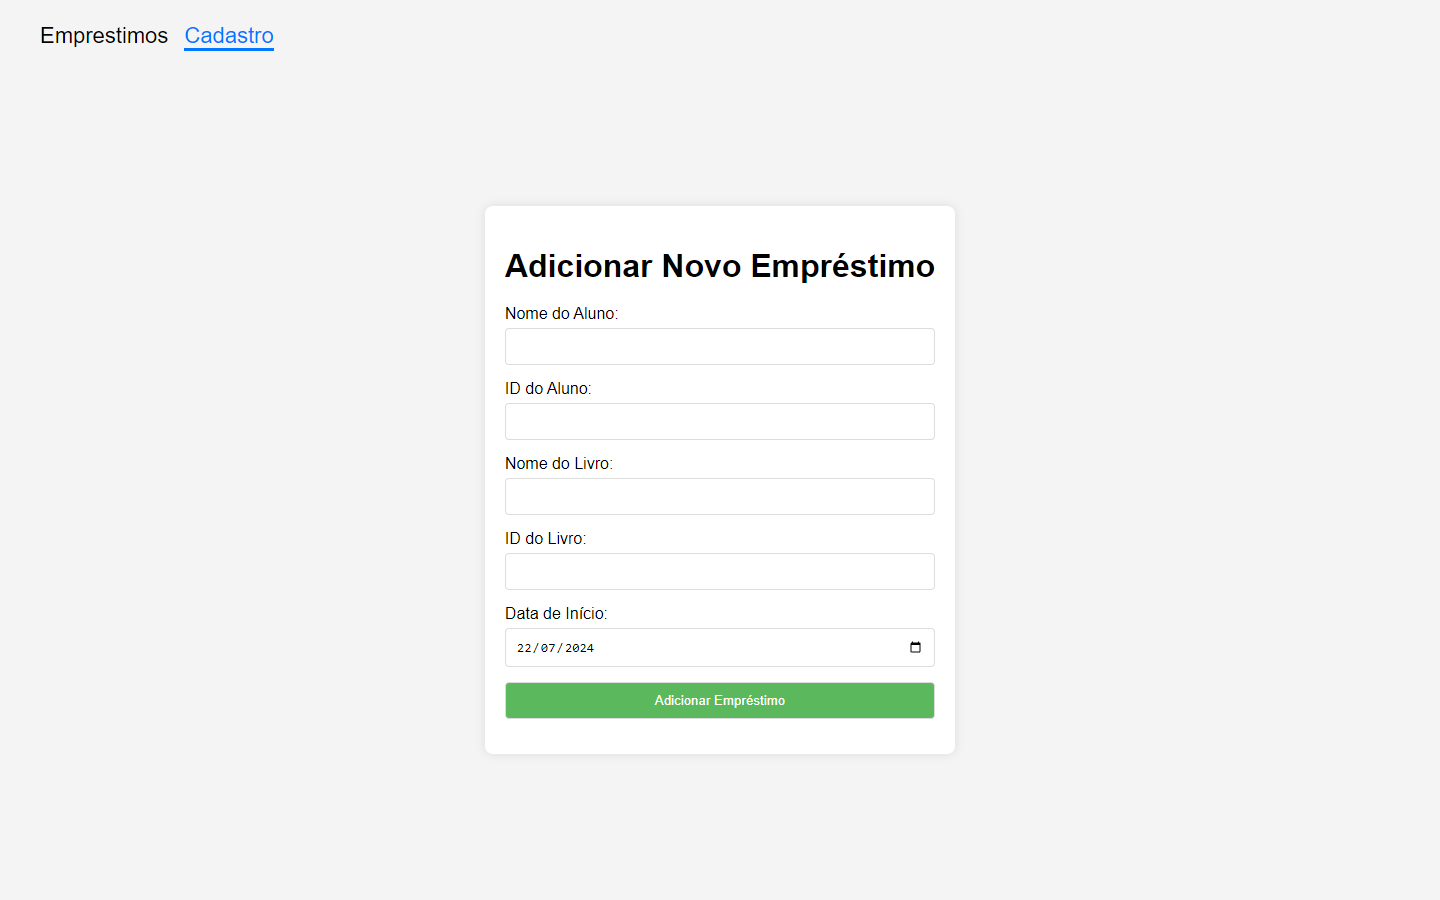 Emprestimos Cadastro
Adicionar Novo Empréstimo
Nome do Aluno:
ID do Aluno:
Nome do Livro:
ID do Livro:
Data de Início:
22/07/2024
Adicionar Empréstimo